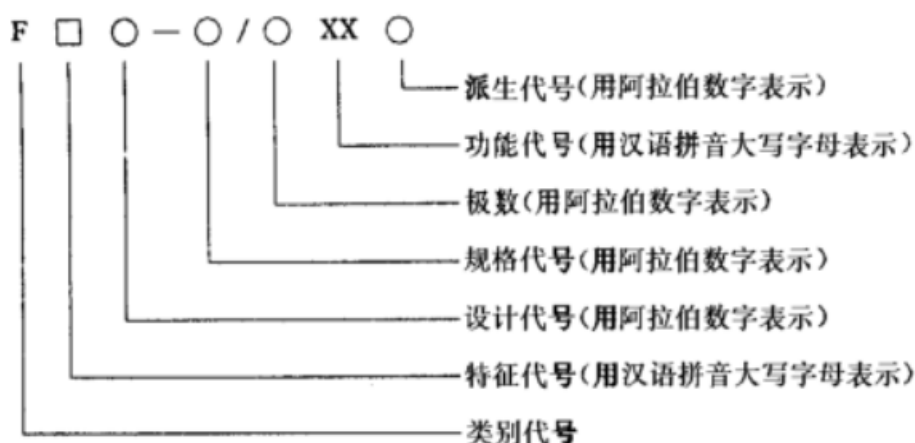 F □ ○ — ○ / ○ XX ○
派生代号(用阿拉伯数字表示)
功能代号(用汉语拼音大写字母表示)
极数(用阿拉伯数字表示)
规格代号(用阿拉伯数字表示)
设计代号(用阿拉伯数字表示)
特征代号(用汉语拼音大写字母表示)
类别代号